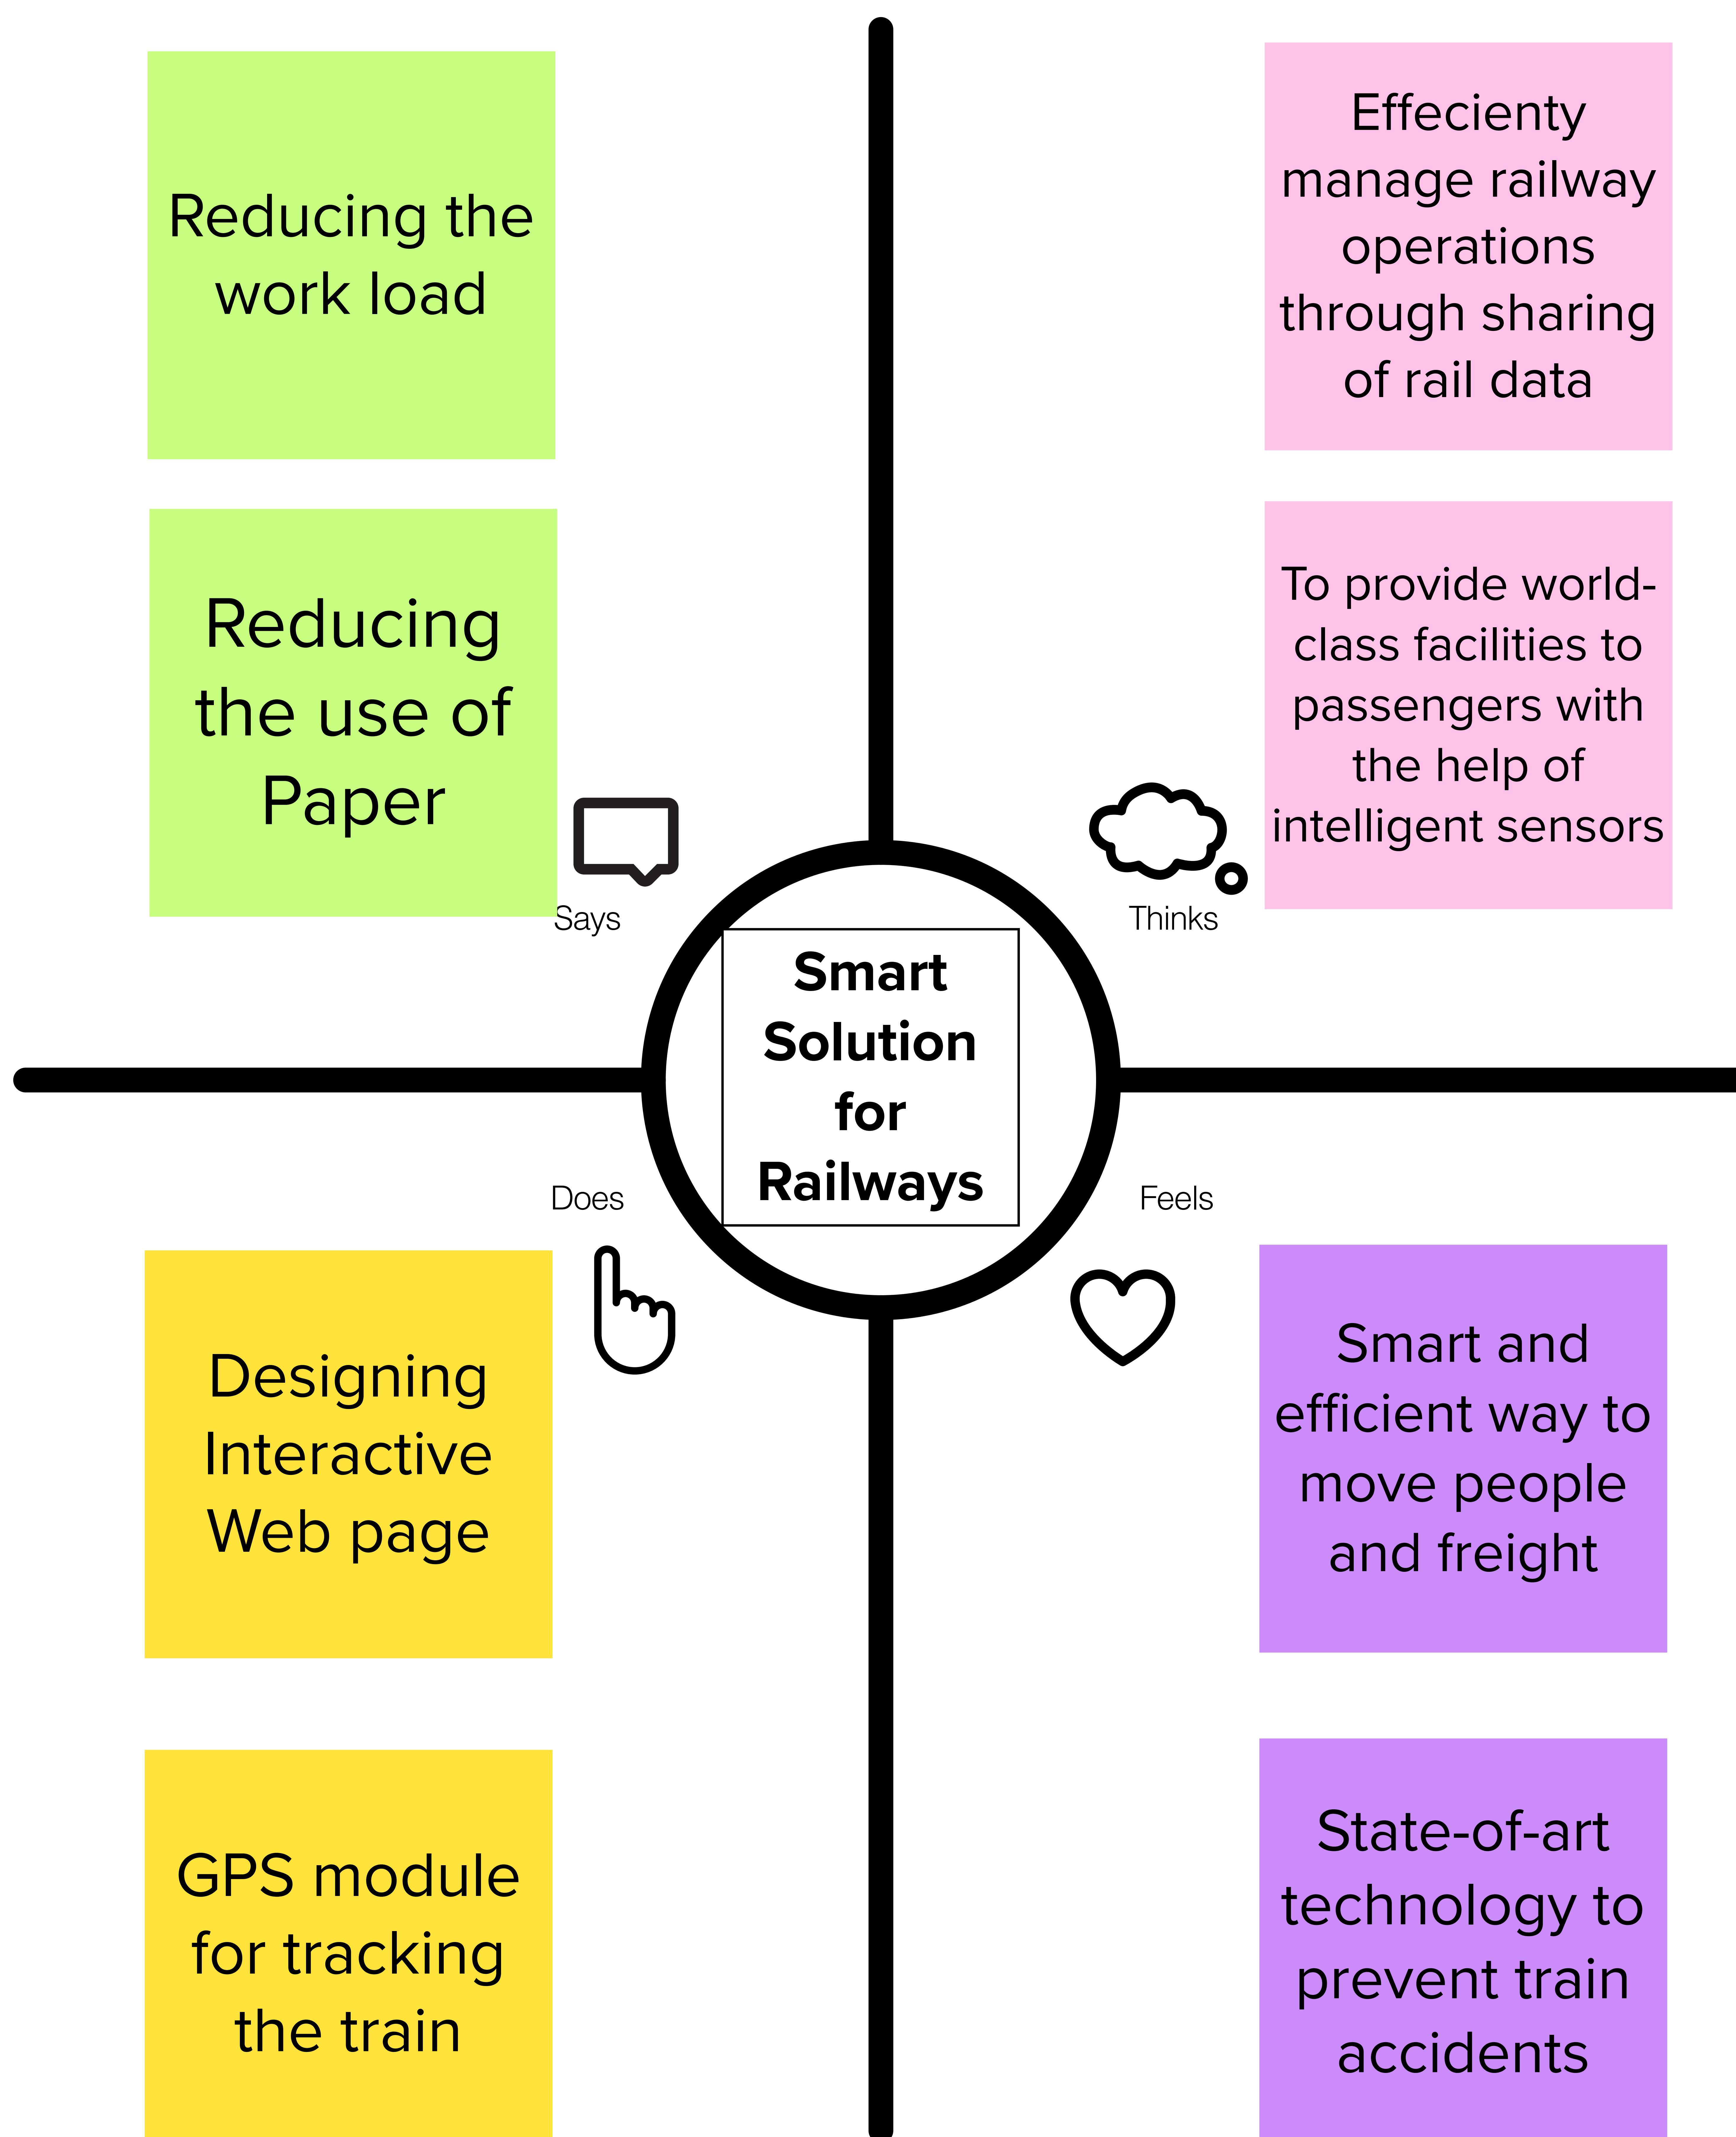 Reducing the
work load
Reducing
the use of
Paper
Says
Effecienty
manage railway
operations
through sharing
of rail data
To provide world-
class facilities to
passengers with
the help of
intelligent sensors
Thinks
Smart
Solution
for
Railways
Does
Designing
Interactive
Web page
GPS module
for tracking
the train
Feels
Smart and
efficient way to
move people
and freight
State-of-art
technology to
prevent train
accidents